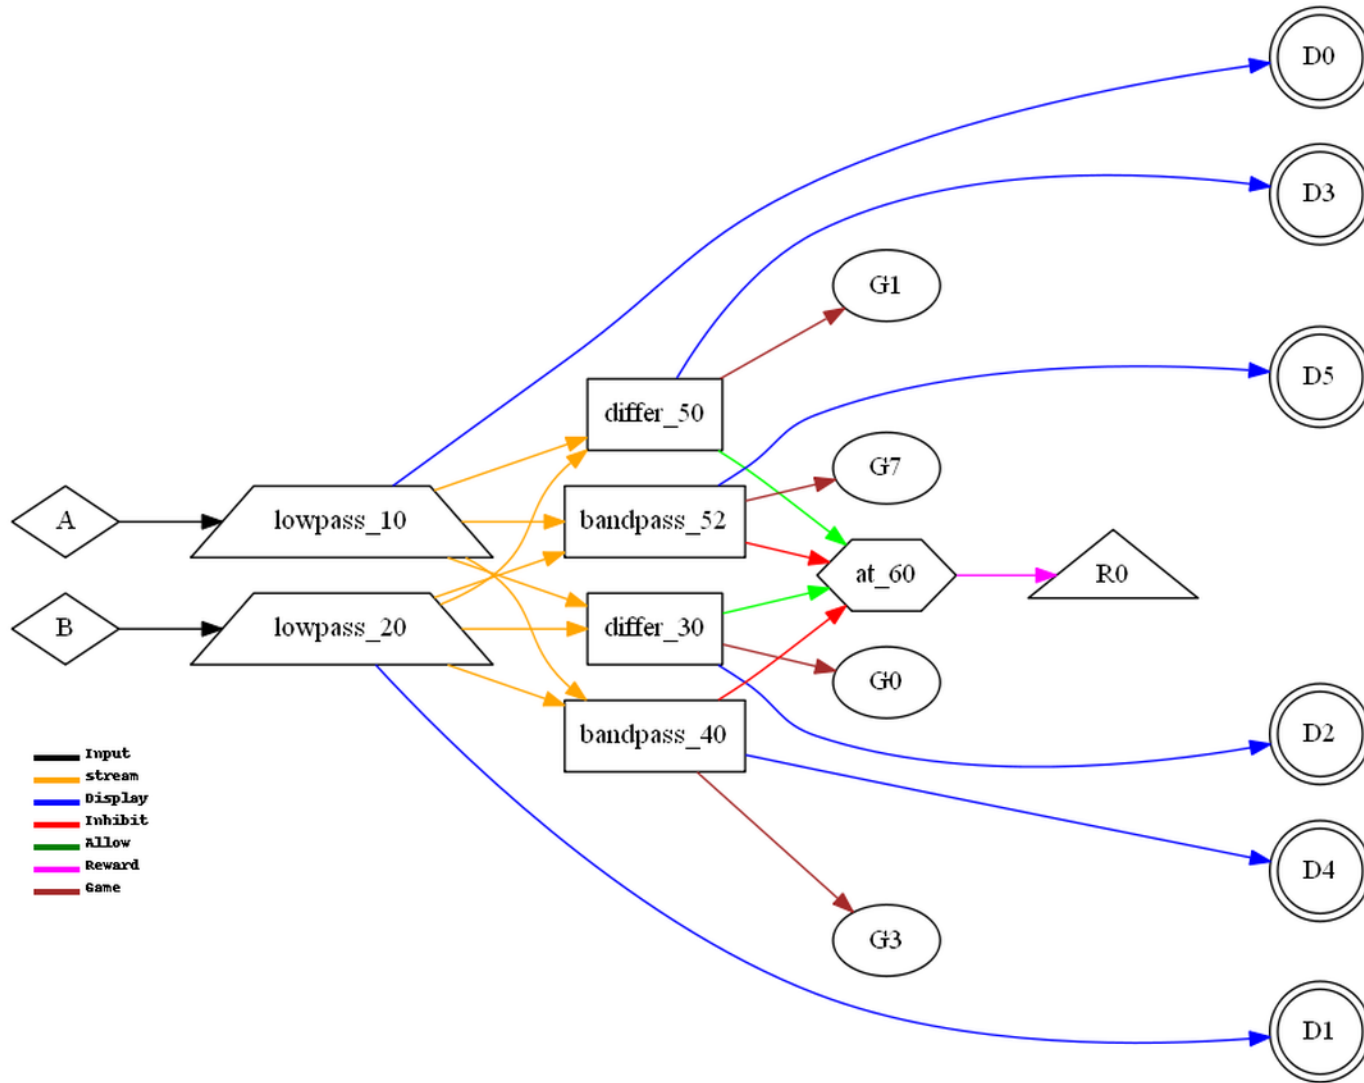 D0
D3
G1
D5
differ_50
G7
A
lowpass_10
bandpass_52
at_60
R0
B
lowpass_20
differ_30
G0
bandpass_40
D2
D4
G3
D1
Input
stream
Display
Inhibit
Allow
Reward
Game